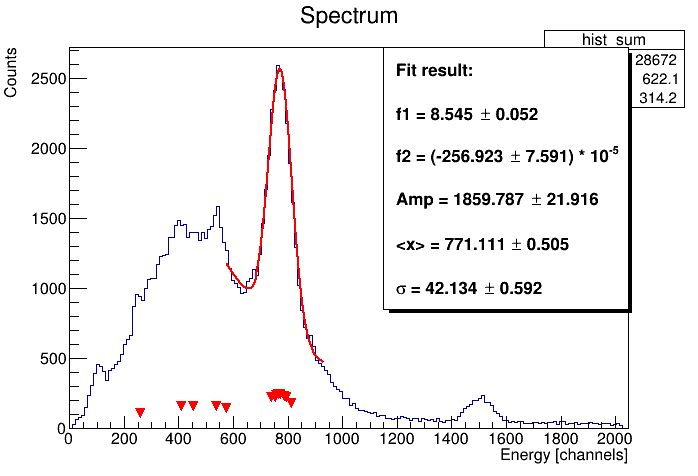 Spectrum
hist_sum
28672
622.1
314.2
Counts
2500
2000
1500
1000
500
0
Fit result:
f1 = 8.545 ± 0.052
f2 = (-256.923 ± 7.591) * 10^-5
Amp = 1859.787 ± 21.916
<x> = 771.111 ± 0.505
σ = 42.134 ± 0.592
0 200 400 600 800 1000 1200 1400 1600 1800 2000
Energy [channels]